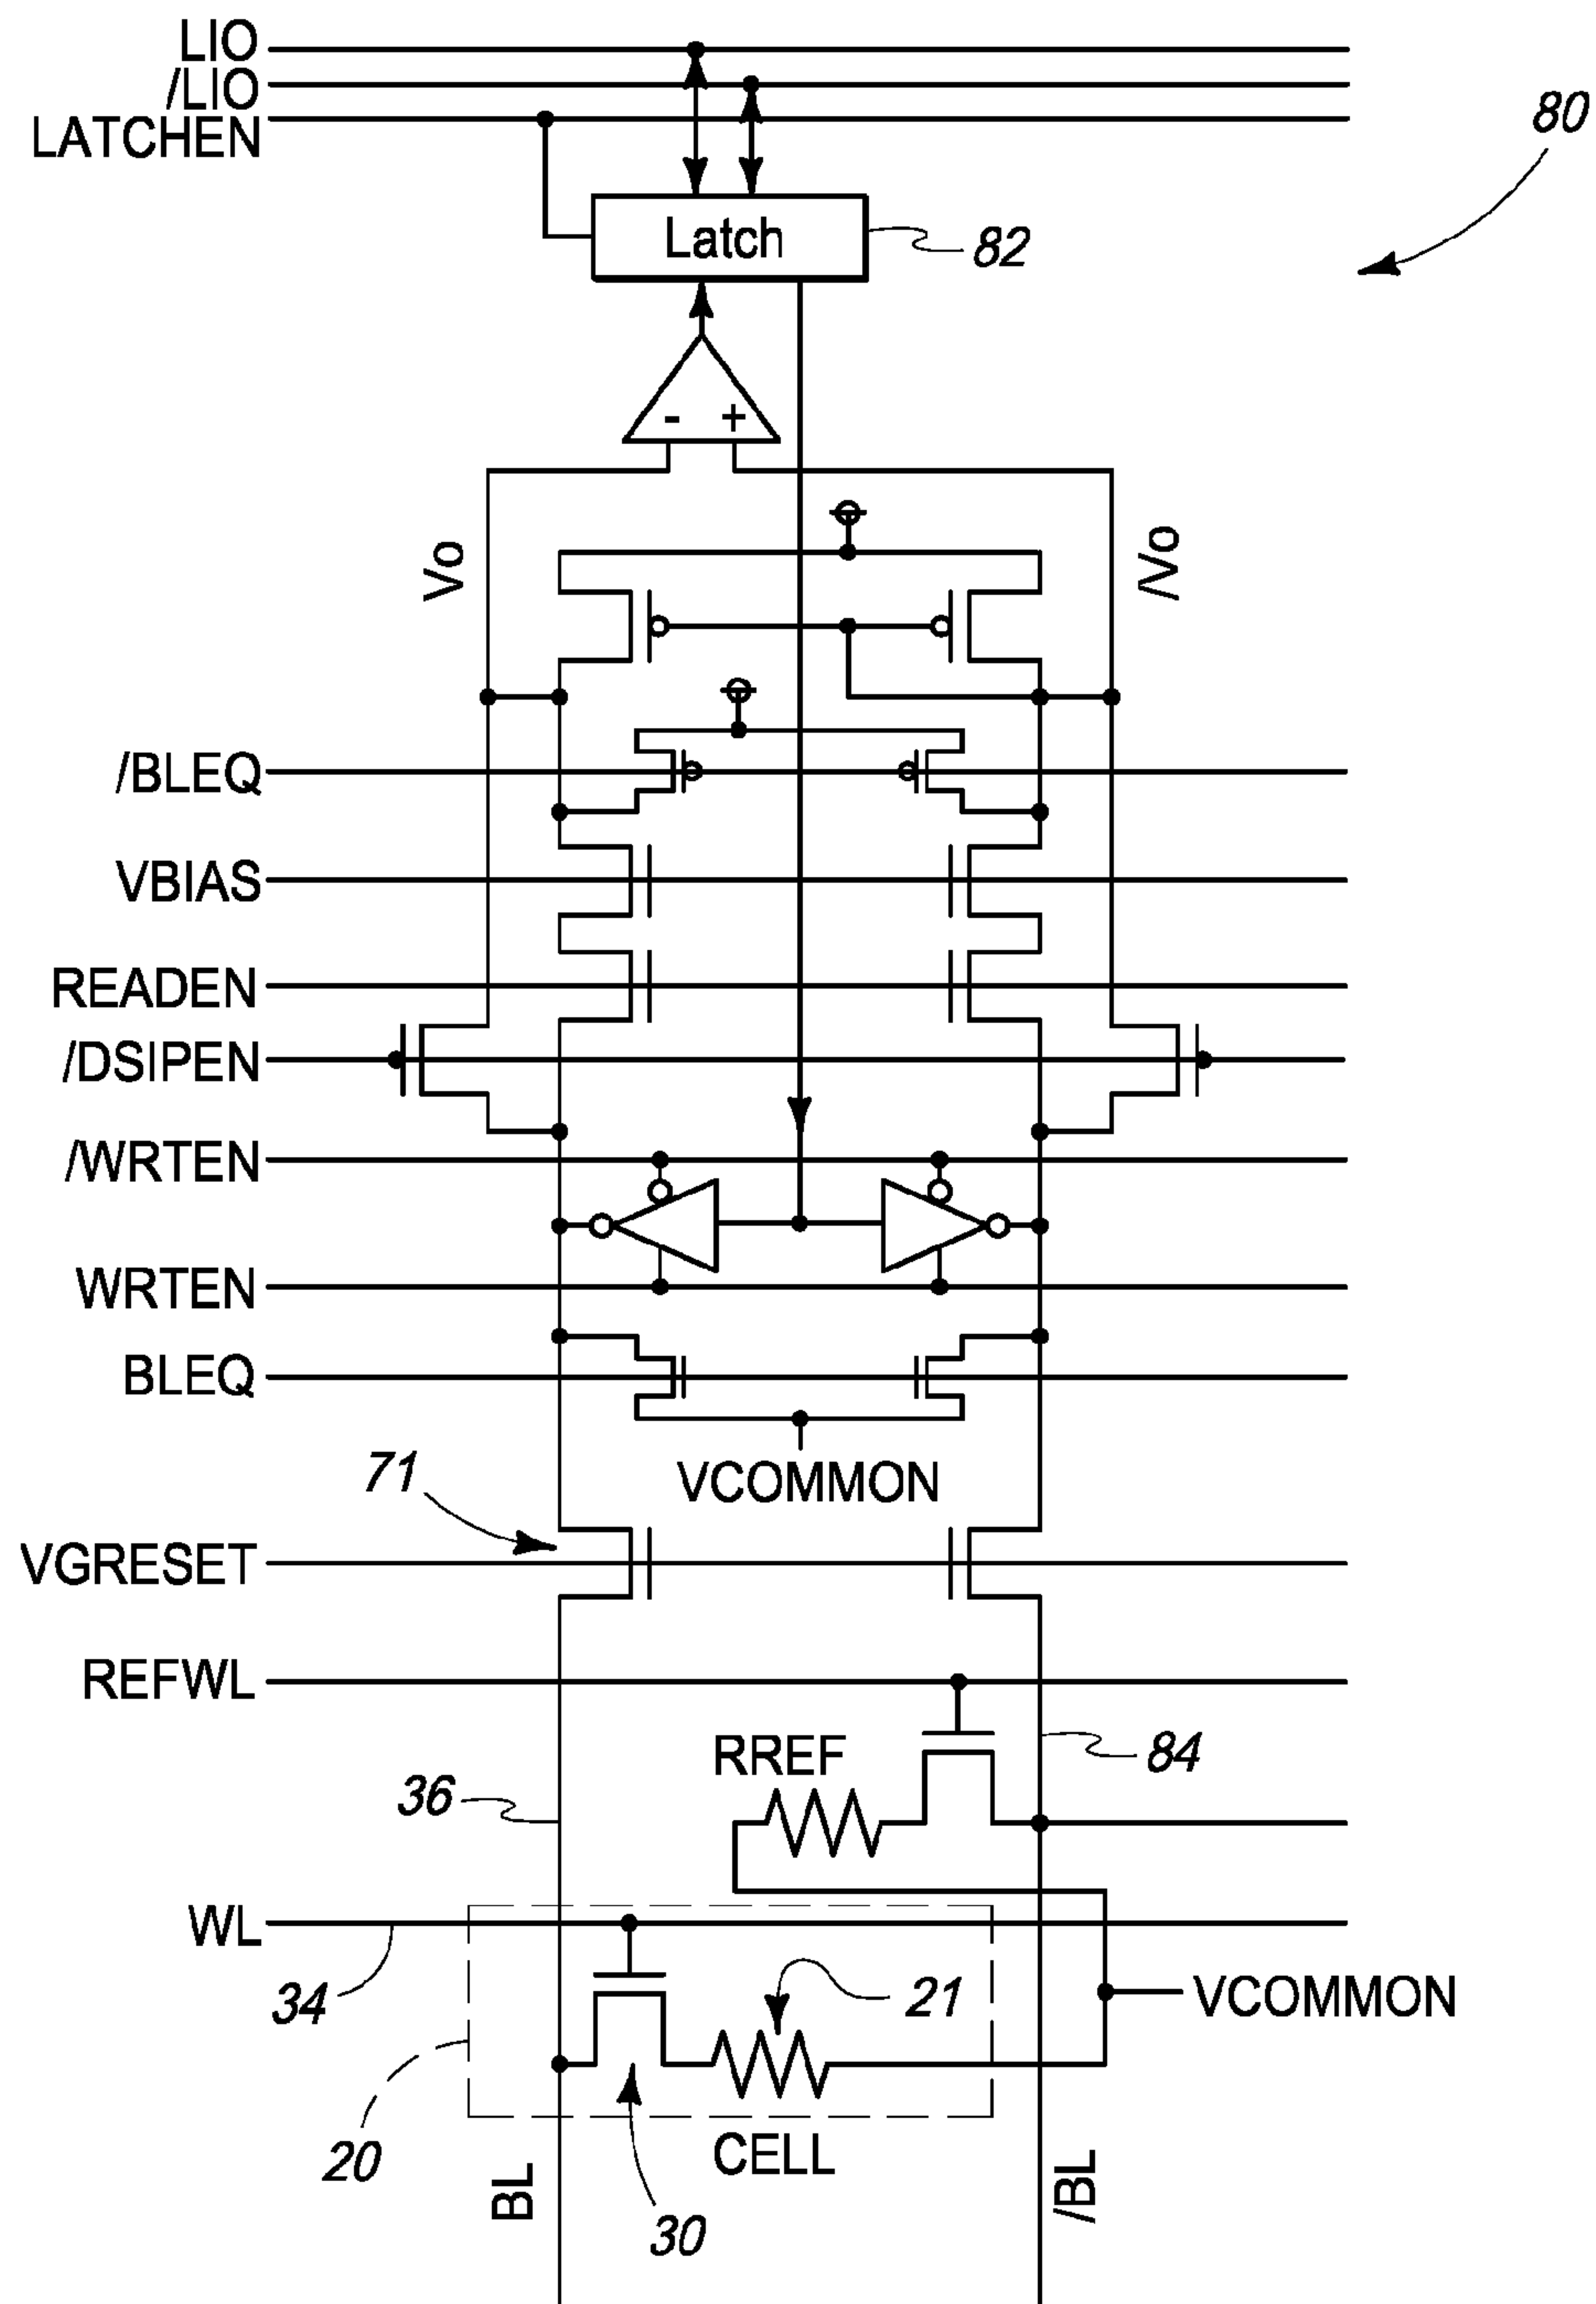 LIO
/LIO
LATCHEN
80
Latch
82
- +
Vo
/Vo
/BLEQ
VBIAS
READEN
/DSIPEN
/WRTEN
WRTEN
BLEQ
VCOMMON
71
VGRESET
REFWL
RREF
84
36
WL
34
21
VCOMMON
20
CELL
30
BL
/BL